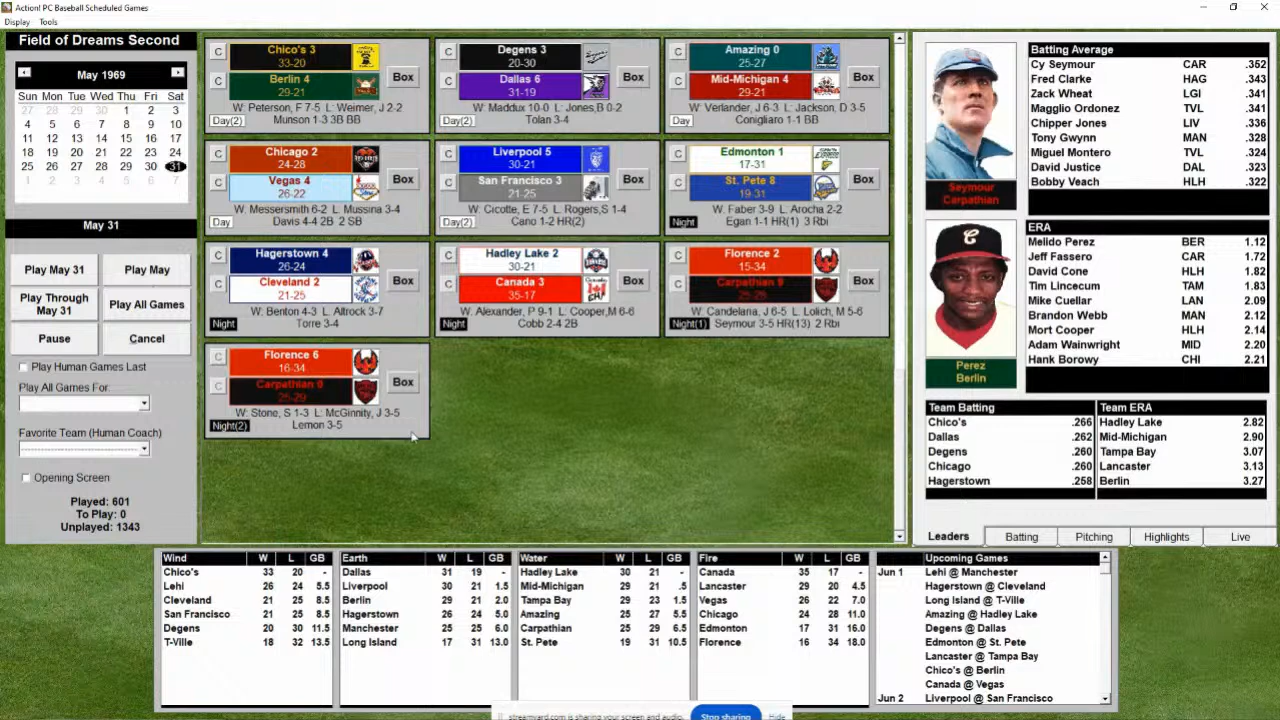 Action! PC Baseball Scheduled Games
Display Tools
Field of Dreams Second
May 1969
Sun Mon Tue Wed Thu Fri Sat
27 28 29 30 1 2 3
4 5 6 7 8 9 10
11 12 13 14 15 16 17
18 19 20 21 22 23 24
25 26 27 28 29 30 31
1 2 3 4 5 6 7
May 31
Play May 31 Play May
Play Through May 31 Play All Games
Pause Cancel
Play Human Games Last
Play All Games For:
Favorite Team (Human Coach)
Opening Screen
Played: 601
To Play: 0
Unplayed: 1343
C Chico's 3
33-20
C Berlin 4
29-21
Box
W: Peterson, F 7-5 L: Weimer, J 2-2
Munson 1-3 3B BB
Day(2)
C Degens 3
20-30
C Dallas 6
31-19
Box
W: Maddux 10-0 L: Jones,B 0-2
Tolan 3-4
Day(2)
C Amazing 0
25-27
C Mid-Michigan 4
29-21
Box
W: Verlander, J 6-3 L: Jackson, D 3-5
Conigliaro 1-1 BB
Day
C Chicago 2
24-28
C Vegas 4
26-22
Box
W: Messersmith 6-2 L: Mussina 3-4
Davis 4-4 2B 2 SB
Day
C Liverpool 5
30-21
C San Francisco 3
21-25
Box
W: Cicotte, E 7-5 L: Rogers,S 1-4
Cano 1-2 HR(2)
Day(2)
C Edmonton 1
17-31
C St. Pete 8
19-31
Box
W: Faber 3-9 L: Arocha 2-2
Egan 1-1 HR(1) 3 Rbi
Night
C Hagerstown 4
26-24
C Cleveland 2
21-25
Box
W: Benton 4-3 L: Altrock 3-7
Torre 3-4
Night
C Hadley Lake 2
30-21
C Canada 3
35-17
Box
W: Alexander, P 9-1 L: Cooper,M 6-6
Cobb 2-4 2B
Night
C Florence 2
15-34
C Carpathian 9
25-28
Box
W: Candelana, J 6-5 L: Lolich, M 5-6
Seymour 3-5 HR(13) 2 Rbi
Night(1)
C Florence 6
16-34
C Carpathian 0
25-29
Box
W: Stone, S 1-3 L: McGinnity, J 3-5
Lemon 3-5
Night(2)
Seymour
Carpathian
Perez
Berlin
Batting Average
Cy Seymour CAR .352
Fred Clarke HAG .343
Zack Wheat LGI .341
Magglio Ordonez TVL .341
Chipper Jones LIV .336
Tony Gwynn MAN .328
Miguel Montero TVL .324
David Justice DAL .323
Bobby Veach HLH .322
ERA
Melido Perez BER 1.12
Jeff Fassero CAR 1.72
David Cone HLH 1.82
Tim Lincecum TAM 1.83
Mike Cuellar LAN 2.09
Brandon Webb MAN 2.12
Mort Cooper HLH 2.14
Adam Wainwright MID 2.20
Hank Borowy CHI 2.21
Team Batting
Chico's .266
Dallas .262
Degens .260
Chicago .260
Hagerstown .258
Team ERA
Hadley Lake 2.82
Mid-Michigan 2.90
Tampa Bay 3.07
Lancaster 3.13
Berlin 3.27
Leaders Batting Pitching Highlights Live
Wind W L GB
Chico's 33 20 -
Lehi 26 24 5.5
Cleveland 21 25 8.5
San Francisco 21 25 8.5
Degens 20 30 11.5
T-Ville 18 32 13.5
Earth W L GB
Dallas 31 19 -
Liverpool 30 21 1.5
Berlin 29 21 2.0
Hagerstown 26 24 5.0
Manchester 25 25 6.0
Long Island 17 31 13.0
Water W L GB
Hadley Lake 30 21 -
Mid-Michigan 29 21 .5
Tampa Bay 29 23 1.5
Amazing 25 27 5.5
Carpathian 25 29 6.5
St. Pete 19 31 10.5
Fire W L GB
Canada 35 17 -
Lancaster 29 20 4.5
Vegas 26 22 7.0
Chicago 24 28 11.0
Edmonton 17 31 16.0
Florence 16 34 18.0
Upcoming Games
Jun 1 Lehi @ Manchester
Hagerstown @ Cleveland
Long Island @ T-Ville
Amazing @ Hadley Lake
Degens @ Dallas
Edmonton @ St. Pete
Lancaster @ Tampa Bay
Chico's @ Berlin
Canada @ Vegas
Jun 2 Liverpool @ San Francisco
streamyard.com is sharing your screen and audio. Stop sharing Hide